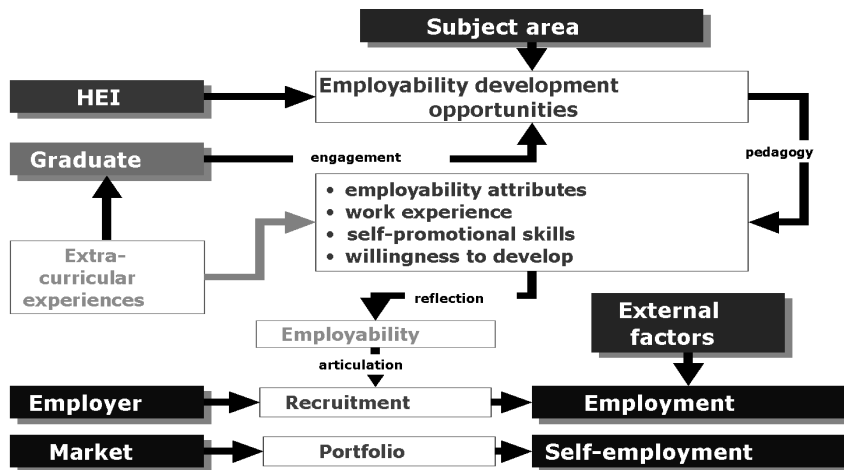 Subject area
HEI
Employability development
opportunities
Graduate
engagement
pedagogy
• employability attributes
• work experience
• self-promotional skills
• willingness to develop
Extra-
curricular
experiences
reflection
External
factors
Employability
articulation
Employer
Recruitment
Employment
Market
Portfolio
Self-employment